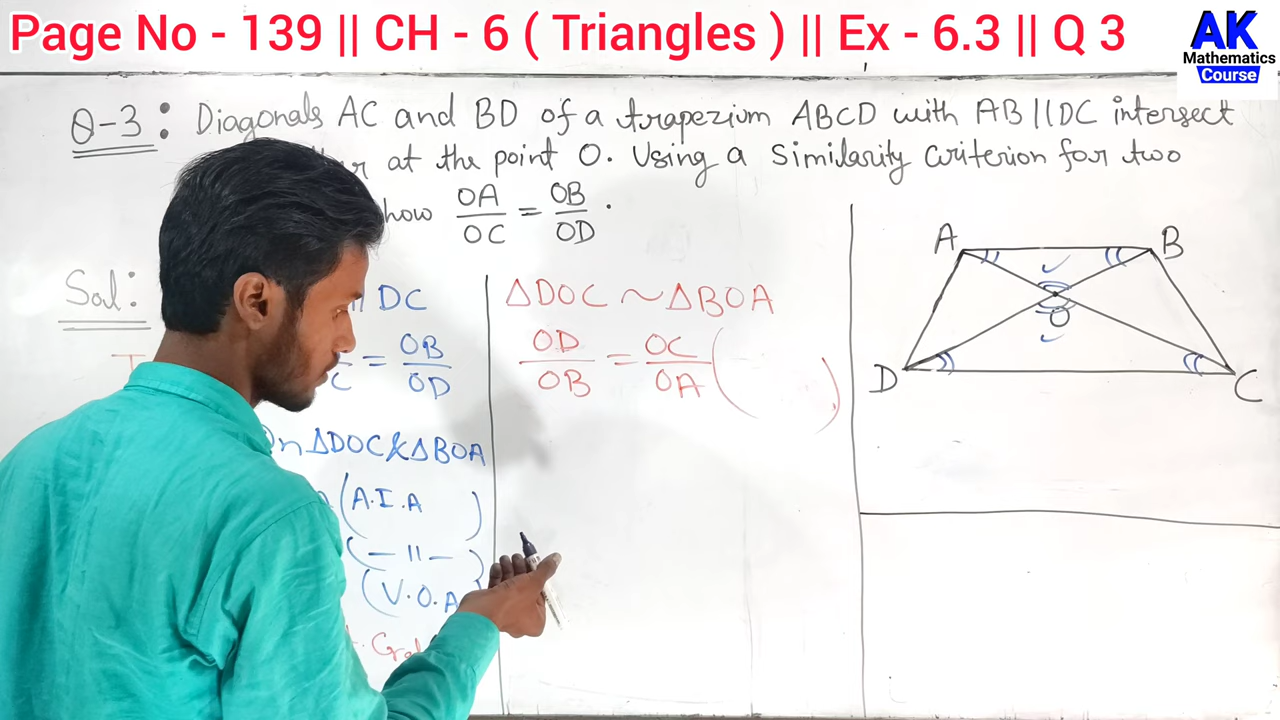 Page No - 139 || CH - 6 ( Triangles ) || Ex - 6.3 || Q 3
AK
Mathematics
Course
Q-3: Diagonals AC and BD of a trapezium ABCD with AB || DC intersect
at the point O. Using a similarity criterion for two
OA/OC = OB/OD.
Sol:
|| DC
= OB/OD
In ΔDOC & ΔBOA
(A.I.A )
( — 11 — )
(V.O.A
ΔDOC ~ ΔBOA
OD/OB = OC/OA ( )
A
B
O
D
C